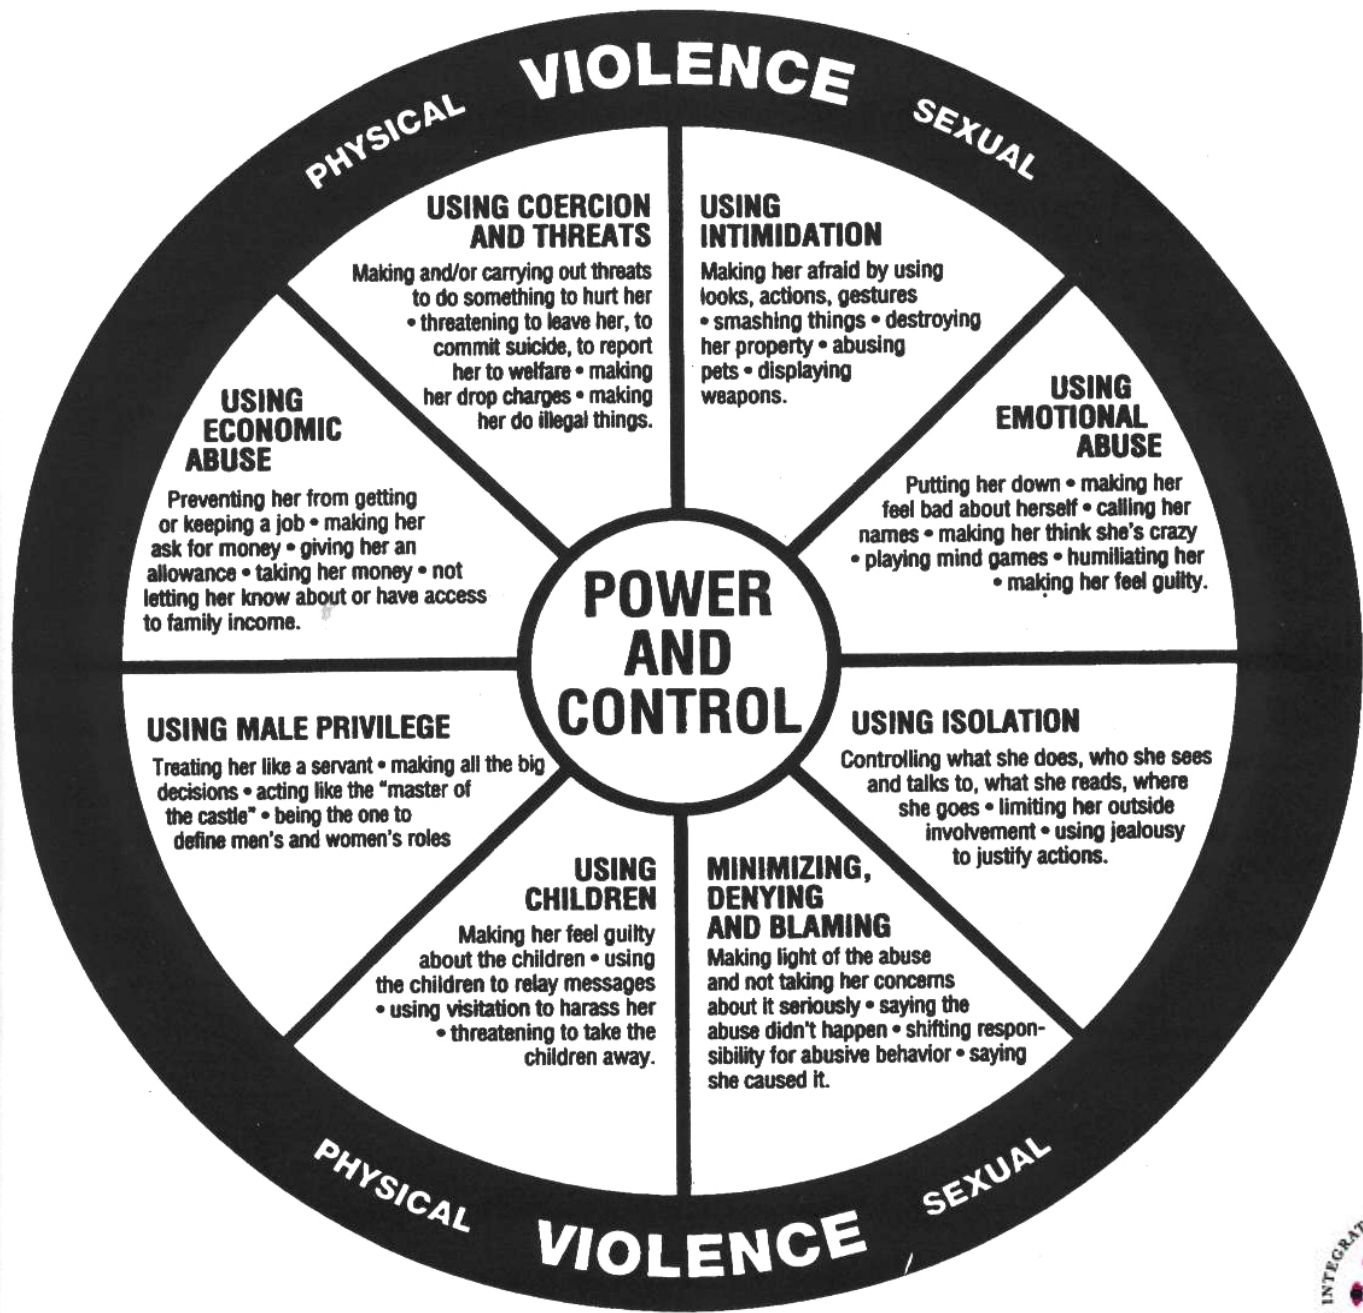 PHYSICAL VIOLENCE SEXUAL
USING COERCION
AND THREATS
Making and/or carrying out threats
to do something to hurt her
• threatening to leave her, to
commit suicide, to report
her to welfare • making
her drop charges • making
her do illegal things.
USING
INTIMIDATION
Making her afraid by using
looks, actions, gestures
• smashing things • destroying
her property • abusing
pets • displaying
weapons.
USING
EMOTIONAL
ABUSE
Putting her down • making her
feel bad about herself • calling her
names • making her think she's crazy
• playing mind games • humiliating her
• making her feel guilty.
USING ISOLATION
Controlling what she does, who she sees
and talks to, what she reads, where
she goes • limiting her outside
involvement • using jealousy
to justify actions.
MINIMIZING,
DENYING
AND BLAMING
Making light of the abuse
and not taking her concerns
about it seriously • saying the
abuse didn't happen • shifting respon-
sibility for abusive behavior • saying
she caused it.
USING
CHILDREN
Making her feel guilty
about the children • using
the children to relay messages
• using visitation to harass her
• threatening to take the
children away.
USING MALE PRIVILEGE
Treating her like a servant • making all the big
decisions • acting like the "master of
the castle" • being the one to
define men's and women's roles
USING
ECONOMIC
ABUSE
Preventing her from getting
or keeping a job • making her
ask for money • giving her an
allowance • taking her money • not
letting her know about or have access
to family income.
POWER
AND
CONTROL
PHYSICAL VIOLENCE SEXUAL